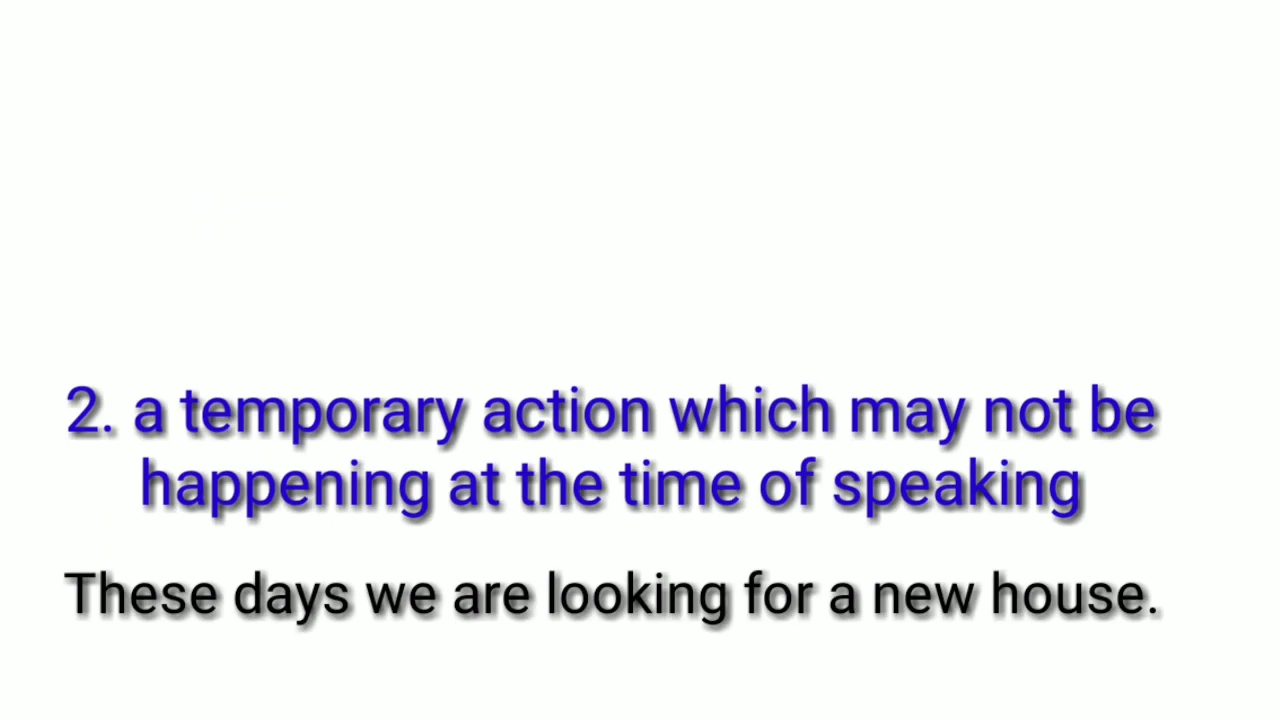 2. a temporary action which may not be
happening at the time of speaking
These days we are looking for a new house.